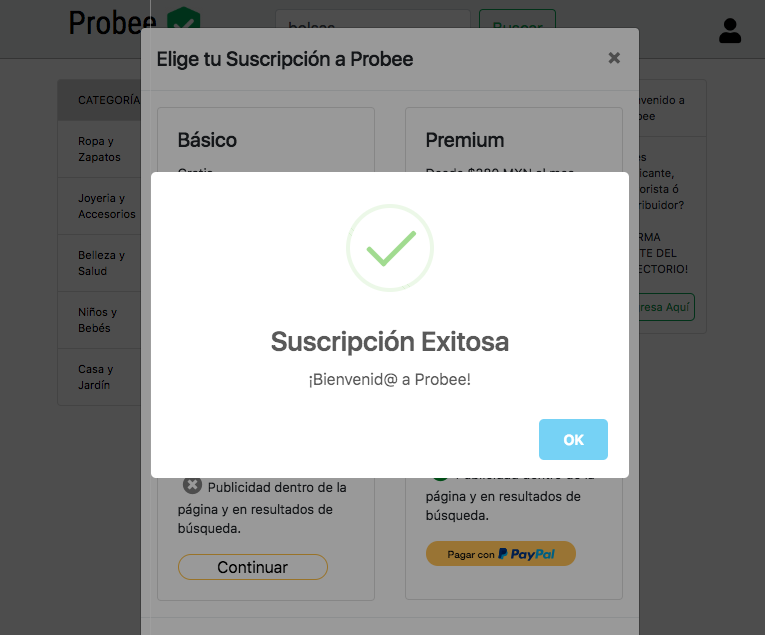 Probee
bolsas
Buscar
Elige tu Suscripción a Probee
×
CATEGORÍA
Ropa y
Zapatos
Joyeria y
Accesorios
Belleza y
Salud
Niños y
Bebés
Casa y
Jardín
Básico
Gratis
Premium
Desde $280 MXN al mes
Suscripción Exitosa
¡Bienvenid@ a Probee!
OK
Publicidad dentro de la
página y en resultados de
búsqueda.
Continuar
Publicidad dentro de la
página y en resultados de
búsqueda.
Pagar con PayPal
venido a
bee
es
icante,
orista ó
ribuidor?
RMA
TE DEL
ECTORIO!
resa Aquí